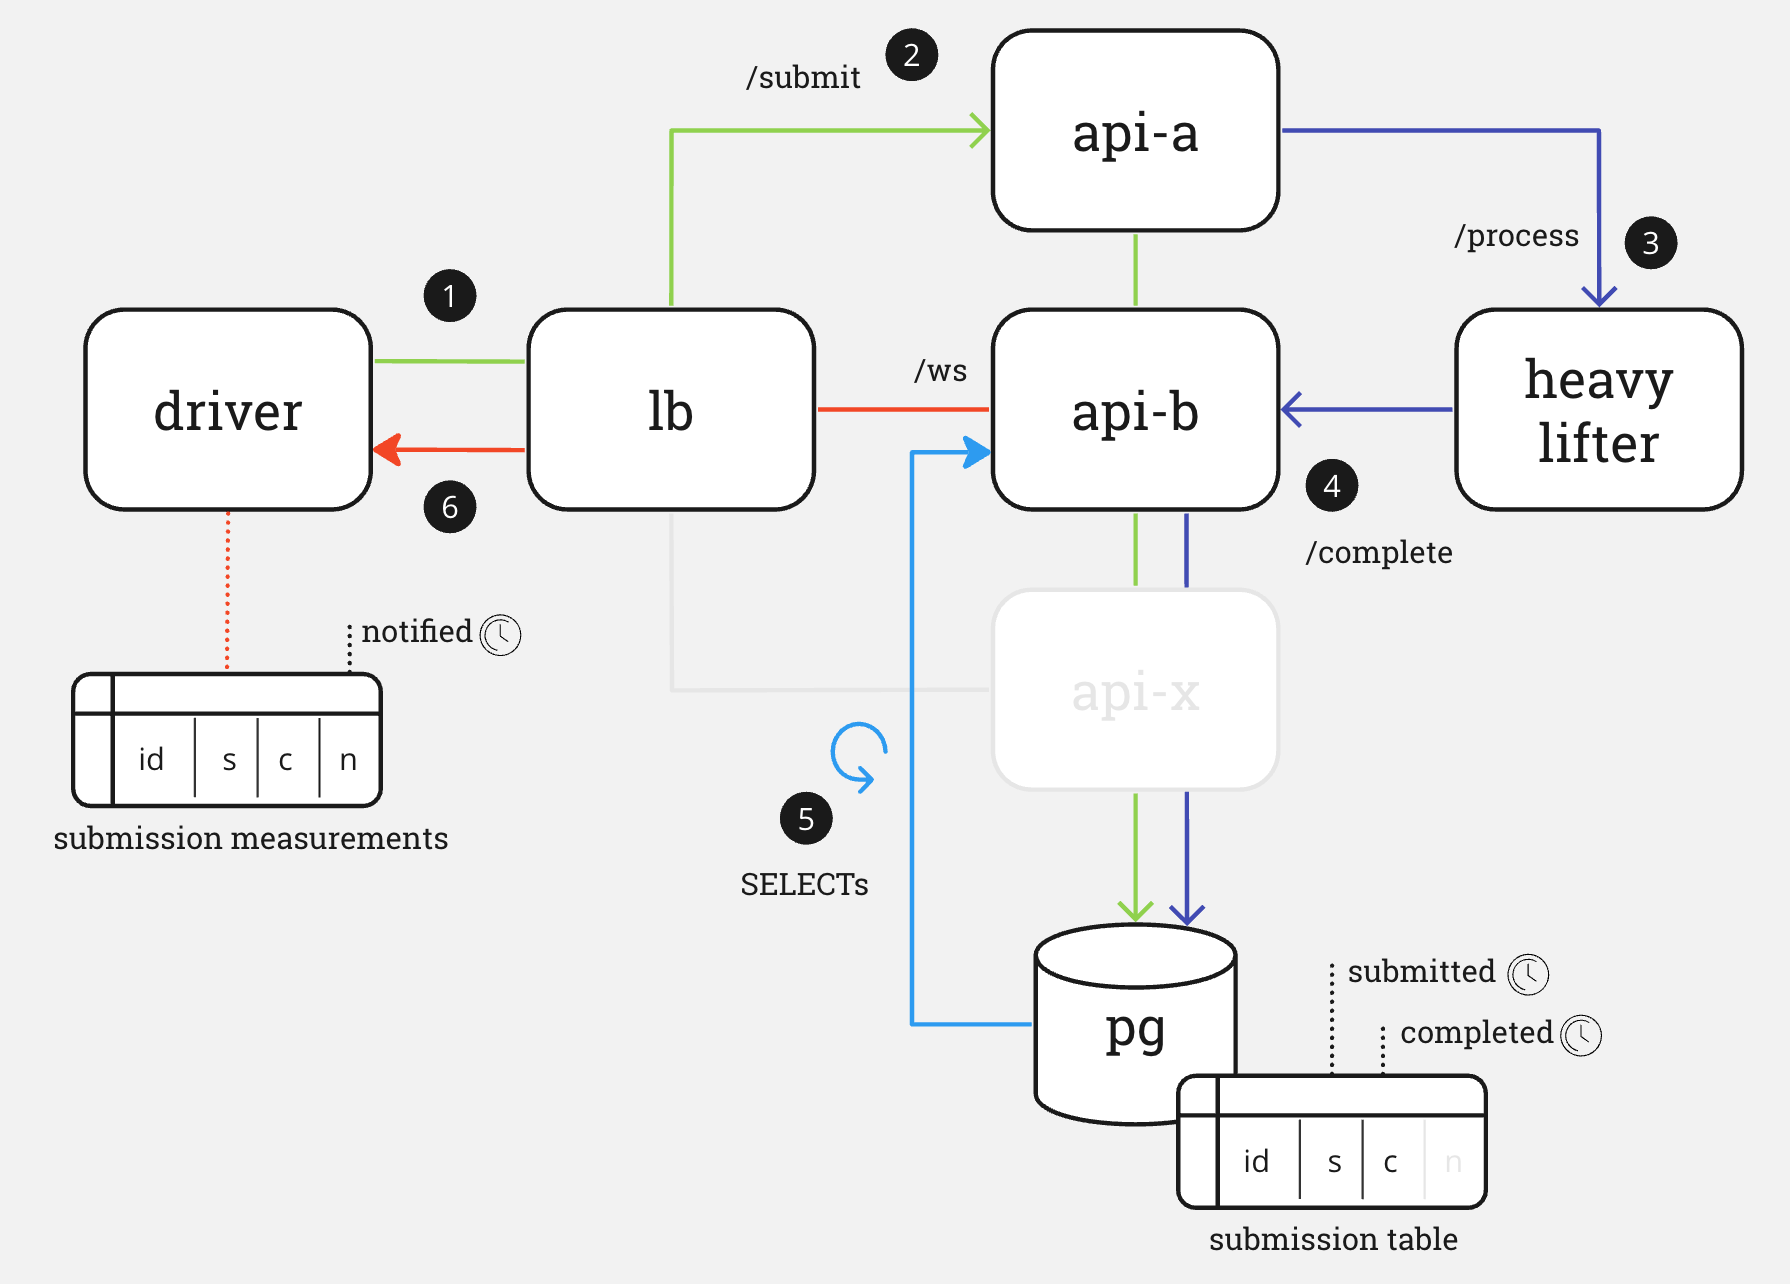 /submit
2
api-a
/process
3
1
driver
lb
/ws
api-b
heavy
lifter
6
4
/complete
notified
api-x
id s c n
submission measurements
5
SELECTs
submitted
completed
pg
id s c n
submission table